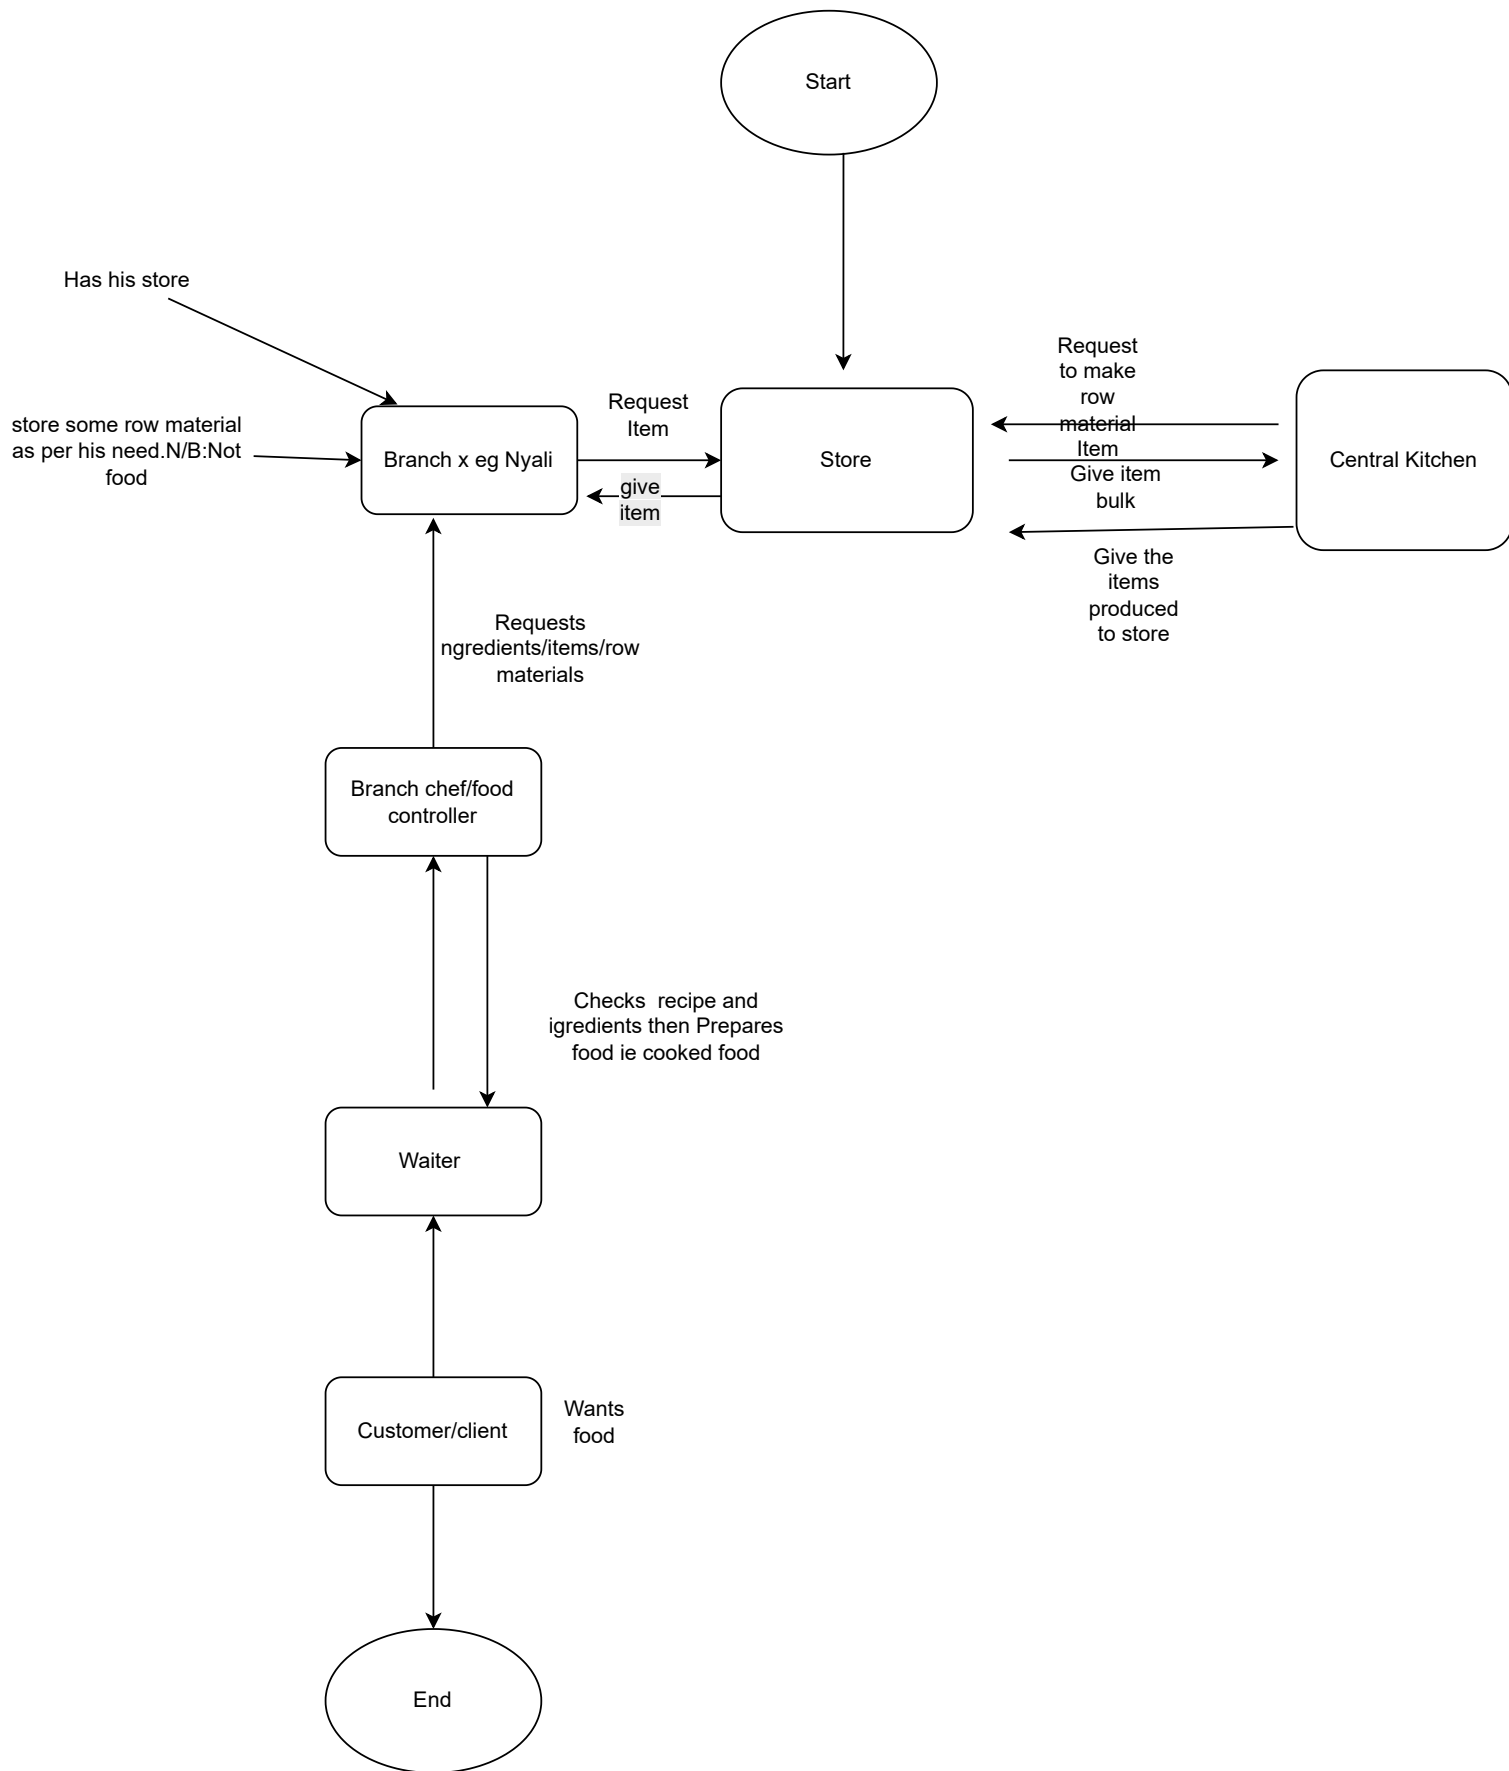 Start
Has his store
store some row material
as per his need.N/B:Not
food
Branch x eg Nyali
Request
Item
give
item
Store
Request
to make
row
material
Item
Give item
bulk
Give the
items
produced
to store
Central Kitchen
Requests
ngredients/items/row
materials
Branch chef/food
controller
Checks  recipe and
igredients then Prepares
food ie cooked food
Waiter
Customer/client
Wants
food
End